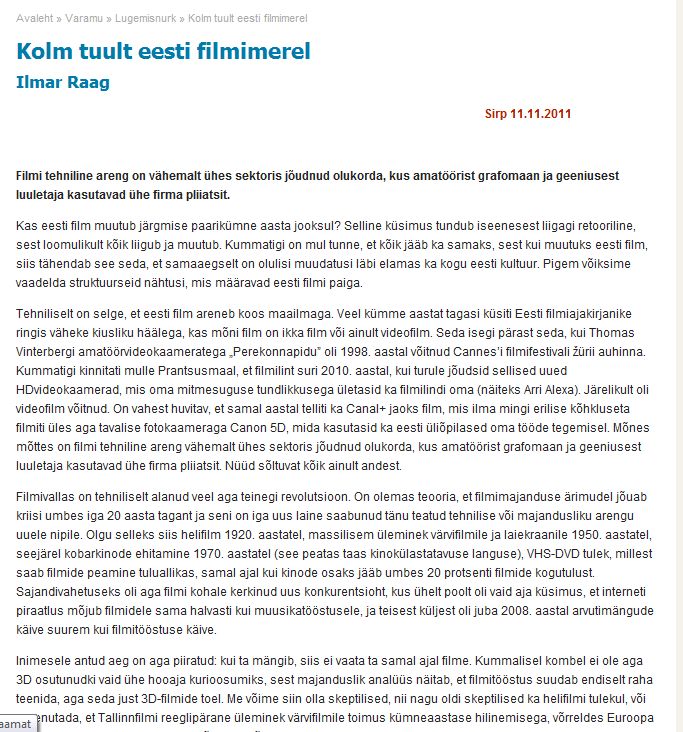 Avaleht » Varamu » Lugemisnurk » Kolm tuult eesti filmimerel
Kolm tuult eesti filmimerel
Ilmar Raag
Sirp 11.11.2011
Filmi tehniline areng on vähemalt ühes sektoris jõudnud olukorda, kus amatöörist grafomaan ja geeniusest
luuletaja kasutavad ühe firma pliiatsit.
Kas eesti film muutub järgmise paarikümne aasta jooksul? Selline küsimus tundub iseenesest liigagi retooriline,
sest loomulikult kõik liigub ja muutub. Kummatigi on mul tunne, et kõik jääb ka samaks, sest kui muutuks eesti film,
siis tähendab see seda, et samaaegselt on olulisi muudatusi läbi elamas ka kogu eesti kultuur. Pigem võiksime
vaadelda struktuurseid nähtusi, mis määravad eesti filmi paiga.
Tehniliselt on selge, et eesti film areneb koos maailmaga. Veel kümme aastat tagasi küsiti Eesti filmiajakirjanike
ringis väheke kiusliku häälega, kas mõni film on ikka film või ainult videofilm. Seda isegi pärast seda, kui Thomas
Vinterbergi amatöörvideokaameratega „Perekonnapidu" oli 1998. aastal võitnud Cannes'i filmifestivali žürii auhinna.
Kummatigi kinnitati mulle Prantsusmaal, et filmilint suri 2010. aastal, kui turule jõudsid sellised uued
HDvideokaamerad, mis oma mitmesuguse tundlikkusega ületasid ka filmilindi oma (näiteks Arri Alexa). Järelikult oli
videofilm võitnud. On vahest huvitav, et samal aastal telliti ka Canal+ jaoks film, mis ilma mingi erilise kõhkluseta
filmiti üles aga tavalise fotokaameraga Canon 5D, mida kasutasid ka eesti üliõpilased oma tööde tegemisel. Mõnes
mõttes on filmi tehniline areng vähemalt ühes sektoris jõudnud olukorda, kus amatöörist grafomaan ja geeniusest
luuletaja kasutavad ühe firma pliiatsit. Nüüd sõltuvat kõik ainult andest.
Filmivallas on tehniliselt alanud veel aga teinegi revolutsioon. On olemas teooria, et filmimajanduse ärimudel jõuab
kriisi umbes iga 20 aasta tagant ja seni on iga uus laine saabunud tänu teatud tehnilise või majandusliku arengu
uuele nipile. Olgu selleks siis helifilm 1920. aastatel, massilisem üleminek värvifilmile ja laiekraanile 1950. aastatel,
seejärel kobarkinode ehitamine 1970. aastatel (see peatas taas kinokülastatavuse languse), VHS-DVD tulek, millest
saab filmide peamine tuluallikas, samal ajal kui kinode osaks jääb umbes 20 protsenti filmide kogutulust.
Sajandivahetuseks oli aga filmi kohale kerkinud uus konkurentsioht, kus ühelt poolt oli vaid aja küsimus, et interneti
piraatlus mõjub filmidele sama halvasti kui muusikatööstusele, ja teisest küljest oli juba 2008. aastal arvutimängude
käive suurem kui filmitööstuse käive.
Inimesele antud aeg on aga piiratud: kui ta mängib, siis ei vaata ta samal ajal filme. Kummalisel kombel ei ole aga
3D osutunudki vaid ühe hooaja kurioosumiks, sest majanduslik analüüs näitab, et filmitööstus suudab endiselt raha
teenida, aga seda just 3D-filmide toel. Me võime siin olla skeptilised, nii nagu oldi skeptilised ka helifilmi tulekul, või
enutada, et Tallinnfilmi reeglipärane üleminek värvifilmile toimus kümneaastase hilinemisega, võrreldes Euroopa
aamat